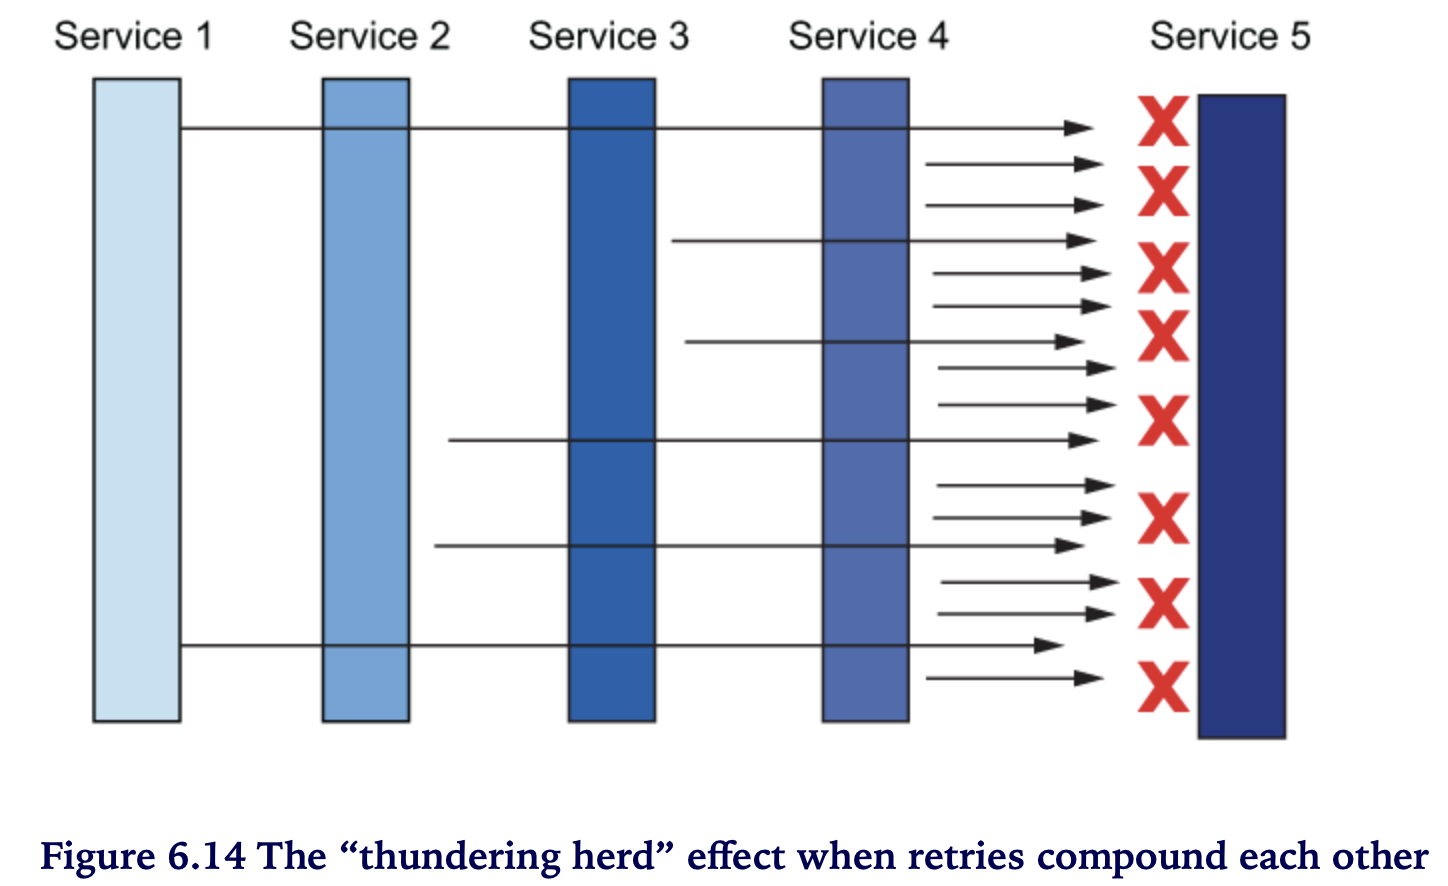 Service 1 Service 2 Service 3 Service 4 Service 5
X
X
X
X
X
X
X
X
Figure 6.14 The “thundering herd” effect when retries compound each other